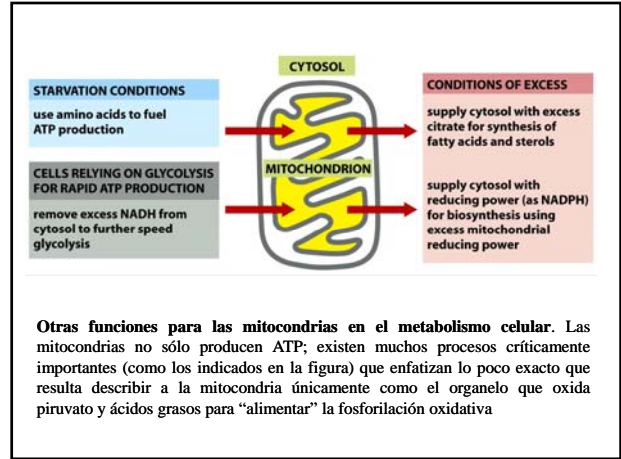 CYTOSOL
STARVATION CONDITIONS
use amino acids to fuel
ATP production
CELLS RELYING ON GLYCOLYSIS
FOR RAPID ATP PRODUCTION
remove excess NADH from
cytosol to further speed
glycolysis
MITOCHONDRION
CONDITIONS OF EXCESS
supply cytosol with excess
citrate for synthesis of
fatty acids and sterols
supply cytosol with
reducing power (as NADPH)
for biosynthesis using
excess mitochondrial
reducing power
Otras funciones para las mitocondrias en el metabolismo celular. Las
mitocondrias no sólo producen ATP; existen muchos procesos críticamente
importantes (como los indicados en la figura) que enfatizan lo poco exacto que
resulta describir a la mitocondria únicamente como el organelo que oxida
piruvato y ácidos grasos para “alimentar” la fosforilación oxidativa